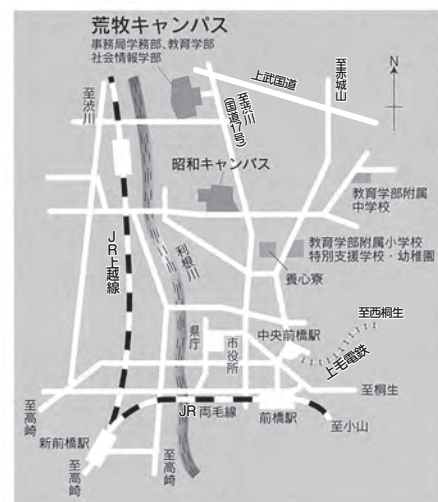 荒牧キャンパス
事務局学務部、教育学部
社会情報学部
上武国道
至赤城山
N
至渋川
至渋川
(国道17号)
昭和キャンパス
教育学部附属
中学校
教育学部附属小学校
特別支援学校・幼稚園
養心寮
JR上越線
利根川
至西桐生
中央前橋駅
上毛電鉄
県庁
市役所
至桐生
JR両毛線
前橋駅
至小山
至高崎
新前橋駅
至高崎
至高崎